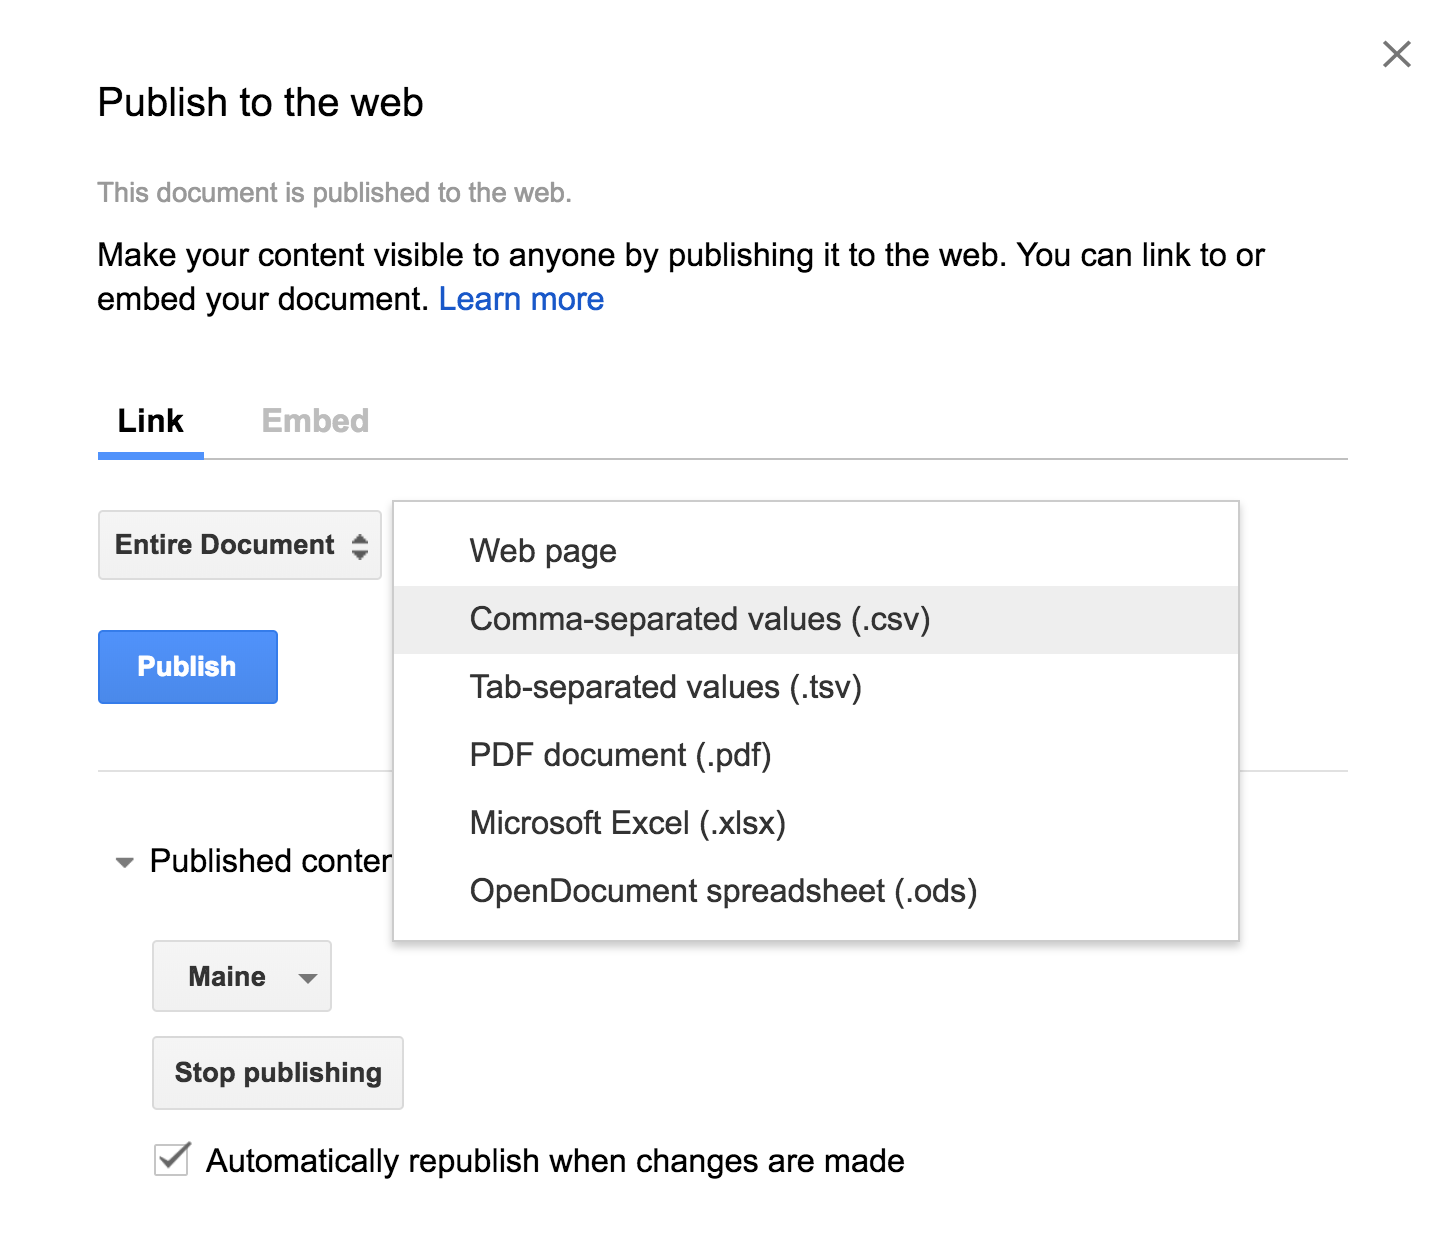 Publish to the web
This document is published to the web.
Make your content visible to anyone by publishing it to the web. You can link to or
embed your document. Learn more
Link Embed
Entire Document
Web page
Comma-separated values (.csv)
Publish
Tab-separated values (.tsv)
PDF document (.pdf)
Microsoft Excel (.xlsx)
Published conten
OpenDocument spreadsheet (.ods)
Maine
Stop publishing
Automatically republish when changes are made